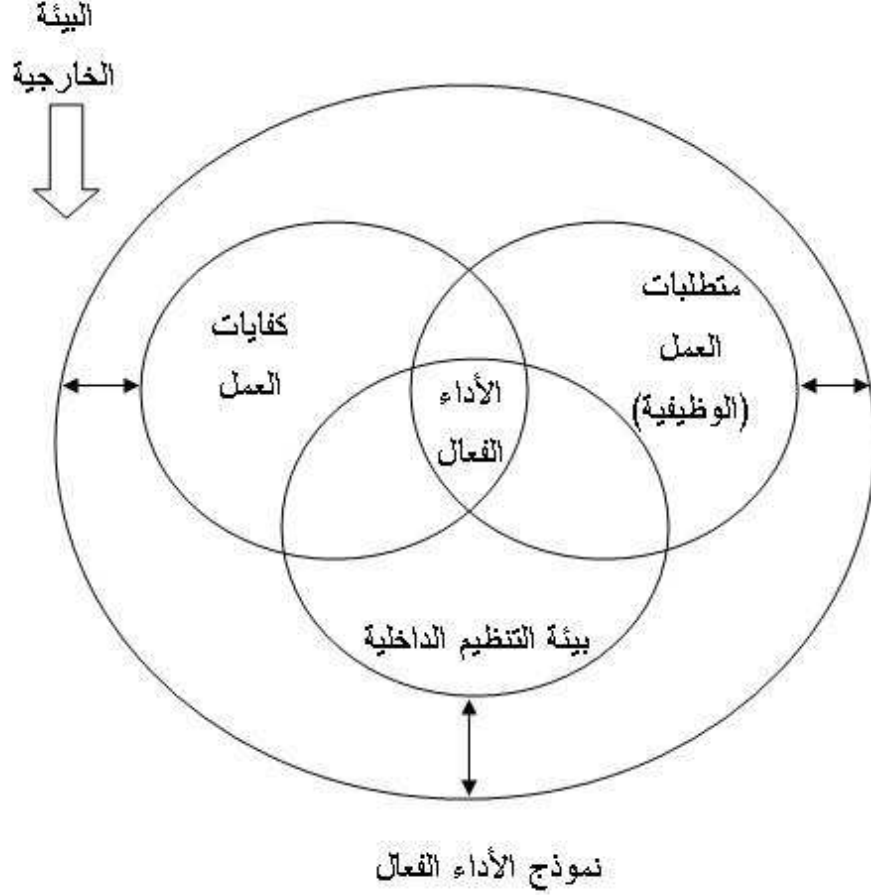 البيئة
الخارجية
متطلبات
العمل
(الوظيفية)
كفايات
العمل
الأداء
الفعال
بيئة التنظيم الداخلية
نموذج الأداء الفعال